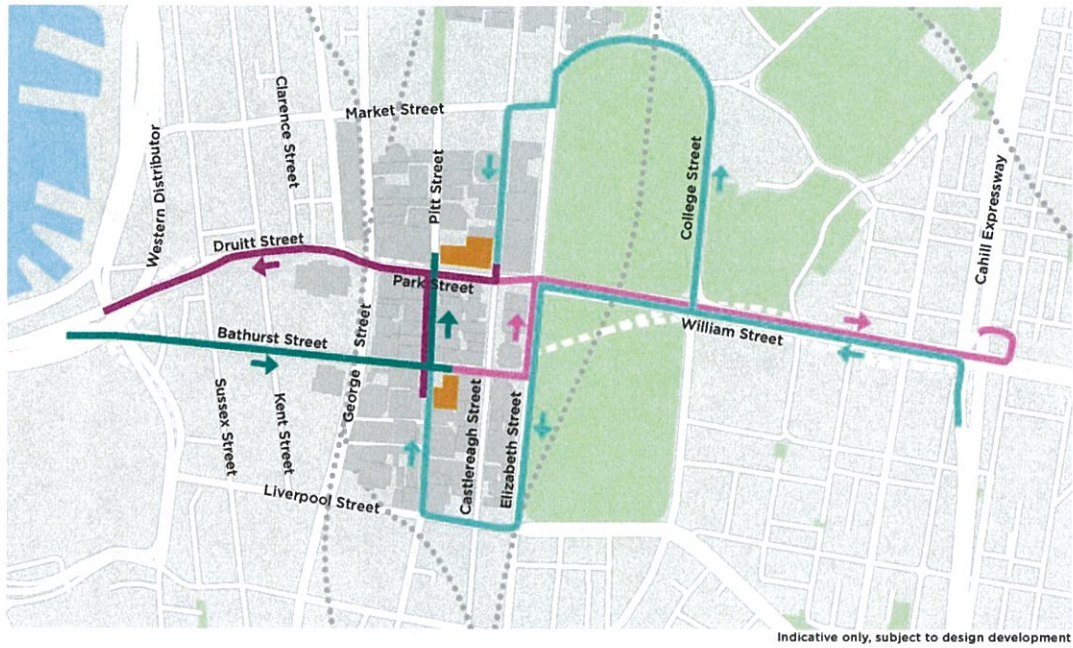 Clarence Street
Market Street
Western Distributor
Pitt Street
College Street
Cahill Expressway
Druitt Street
Park Street
William Street
Bathurst Street
George Street
Sussex Street
Kent Street
Castlereagh Street
Elizabeth Street
Liverpool Street
Indicative only, subject to design development